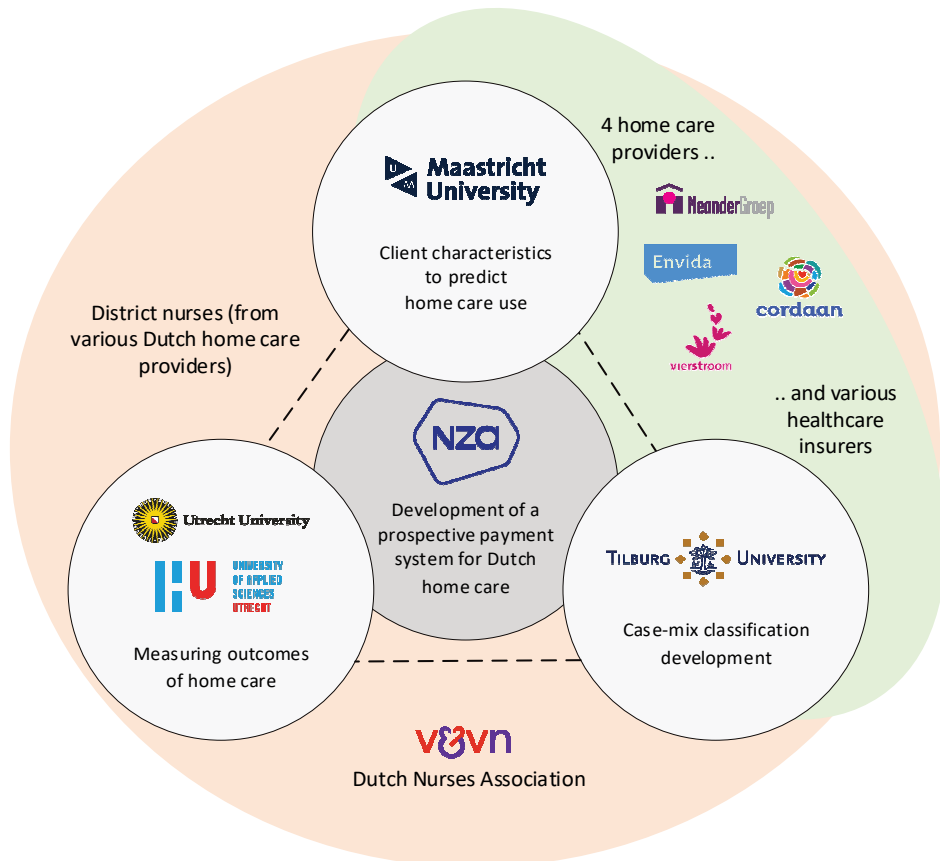 4 home care
providers ..
Maastricht
University
MeanderGroep
Client characteristics
to predict
home care use
Envida
cordaan
vierstroom
District nurses (from
various Dutch home care
providers)
.. and various
healthcare
insurers
NZa
Development of a
prospective payment
system for Dutch
home care
Utrecht University
HU
UNIVERSITY
OF APPLIED
SCIENCES
UTRECHT
Measuring outcomes
of home care
TILBURG UNIVERSITY
Case-mix classification
development
v&vn
Dutch Nurses Association